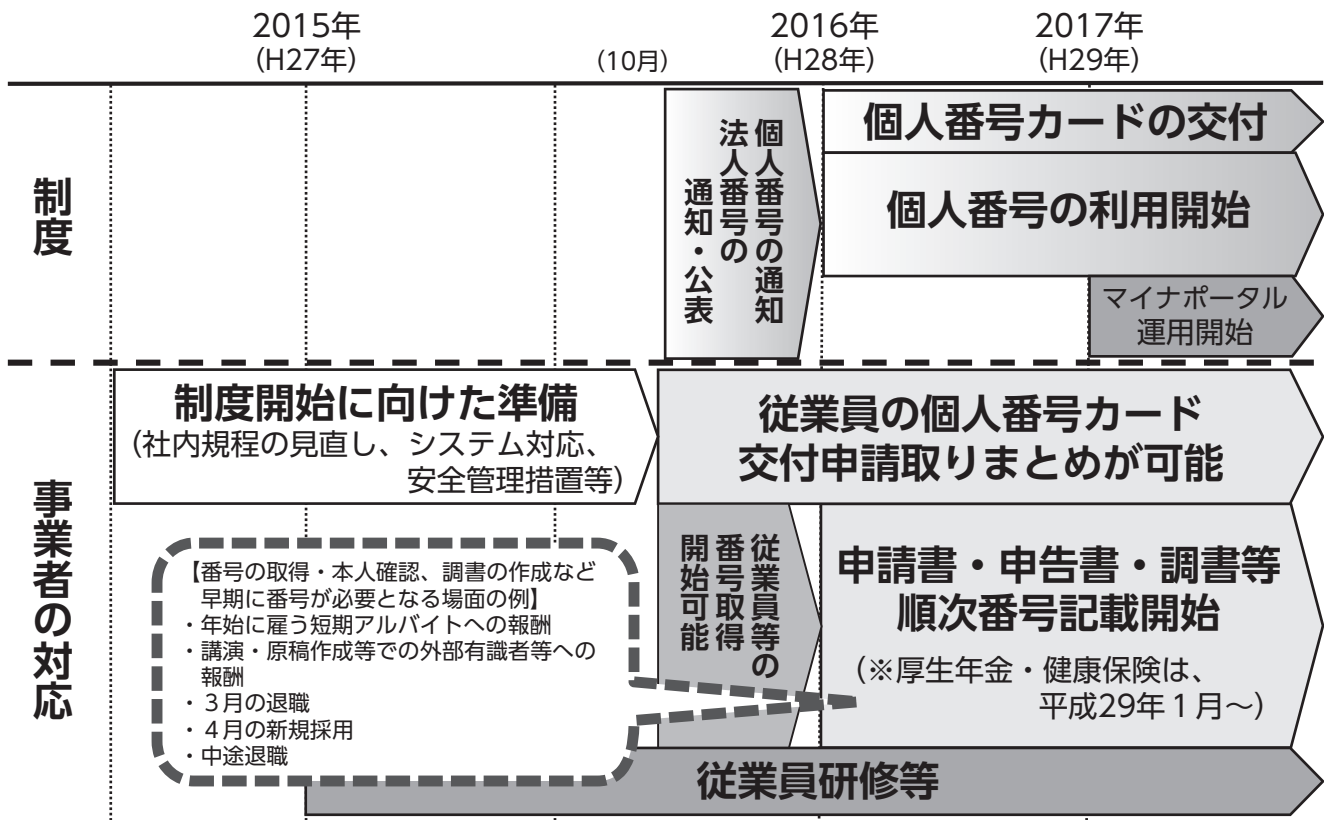 2015年
(H27年)
(10月)
2016年
(H28年)
2017年
(H29年)
制度
個人番号の通知
法人番号の
通知・公表
個人番号カードの交付
個人番号の利用開始
マイナポータル
運用開始
事業者の対応
制度開始に向けた準備
(社内規程の見直し、システム対応、
安全管理措置等)
従業員の個人番号カード
交付申請取りまとめが可能
【番号の取得・本人確認、調書の作成など
早期に番号が必要となる場面の例】
・年始に雇う短期アルバイトへの報酬
・講演・原稿作成等での外部有識者等への
報酬
・３月の退職
・４月の新規採用
・中途退職
従業員等の
番号取得
開始可能
申請書・申告書・調書等
順次番号記載開始
(※厚生年金・健康保険は、
平成29年１月～)
従業員研修等